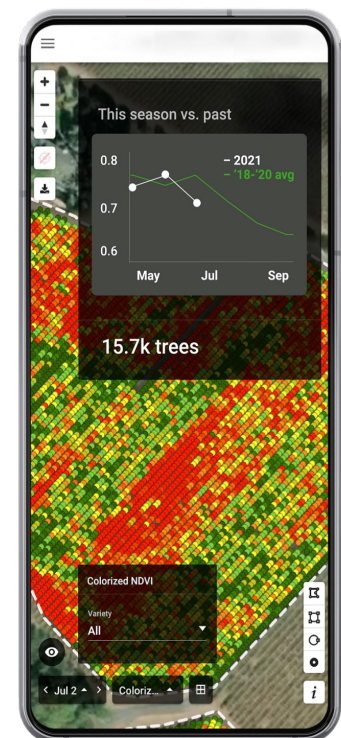 This season vs. past
0.8
– 2021
– '18-'20 avg
0.7
0.6
May Jul Sep
15.7k trees
Colorized NDVI
Variety
All
< Jul 2 >
Coloriz...
i